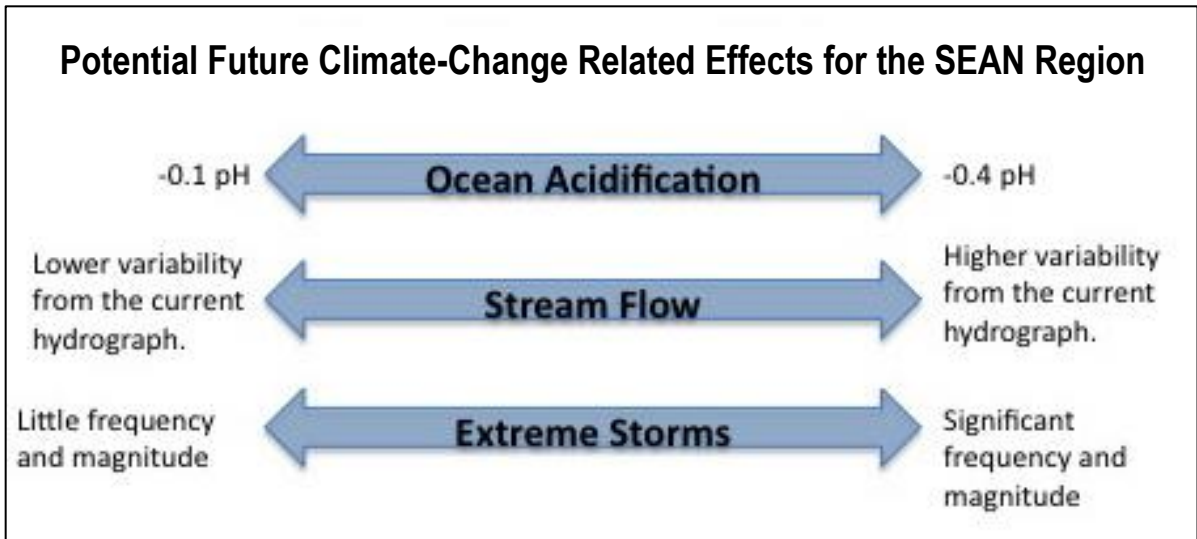 Potential Future Climate-Change Related Effects for the SEAN Region
-0.1 pH
Ocean Acidification
-0.4 pH
Lower variability
from the current
hydrograph.
Stream Flow
Higher variability
from the current
hydrograph.
Little frequency
and magnitude
Extreme Storms
Significant
frequency and
magnitude